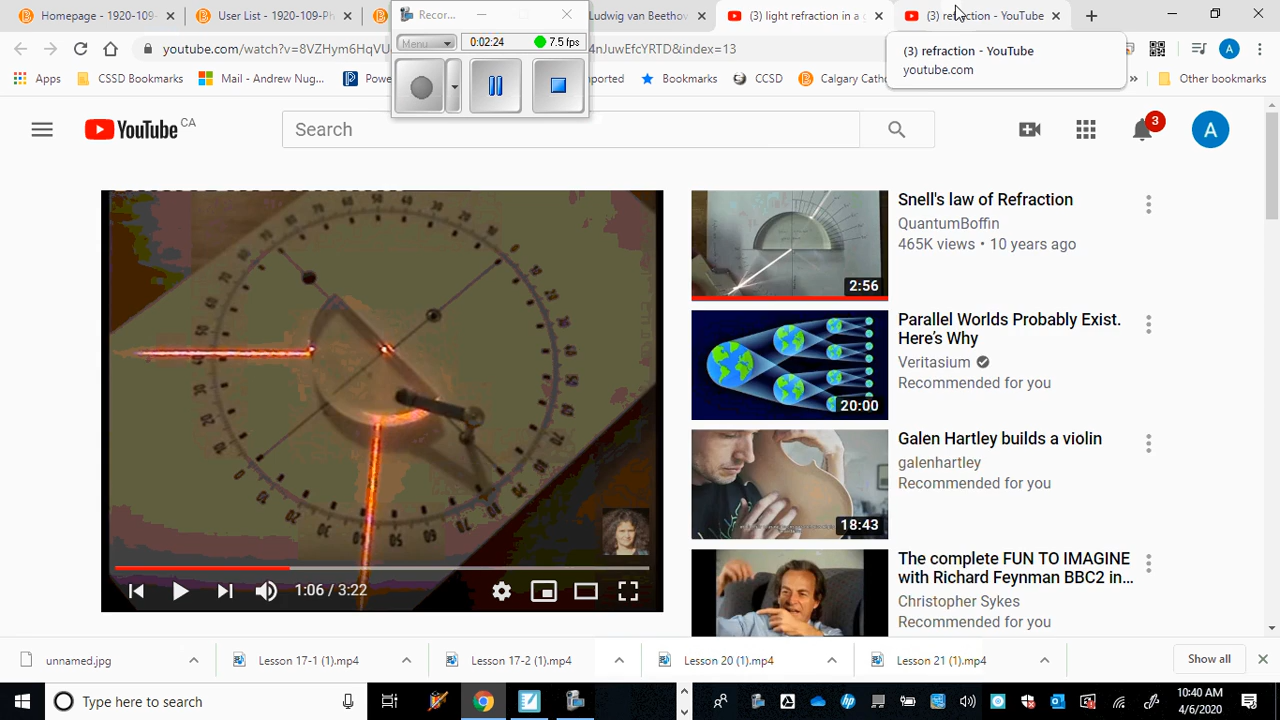 Homepage - 1920-109-
User List - 1920-109-Ph
Recor...
Ludwig van Beethov
(3) light refraction in a g
(3) refraction - YouTube
Menu
0:02:24
7.5 fps
youtube.com/watch?v=8VZHym6HqVU
4nJuwEfcYRTD&index=13
(3) refraction - YouTube
youtube.com
A
Apps
CSSD Bookmarks
Mail - Andrew Nug...
Powe
ported
Bookmarks
CCSD
Calgary Cath
»
Other bookmarks
YouTube CA
Search
3
A
Snell's law of Refraction
QuantumBoffin
465K views • 10 years ago
2:56
Parallel Worlds Probably Exist.
Here's Why
Veritasium
Recommended for you
20:00
Galen Hartley builds a violin
galenhartley
Recommended for you
18:43
The complete FUN TO IMAGINE
with Richard Feynman BBC2 in...
Christopher Sykes
Recommended for you
1:06 / 3:22
unnamed.jpg
Lesson 17-1 (1).mp4
Lesson 17-2 (1).mp4
Lesson 20 (1).mp4
Lesson 21 (1).mp4
Show all
Type here to search
10:40 AM
4/6/2020